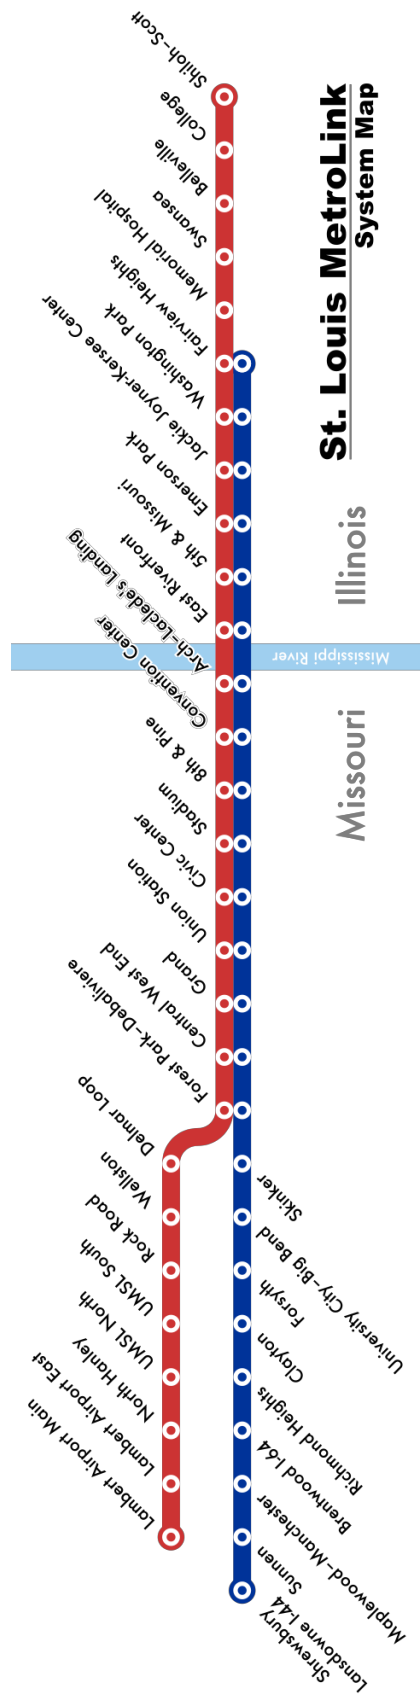 St. Louis MetroLink
System Map
Illinois
Missouri
Mississippi River
Shiloh-Scott
College
Belleville
Swansea
Memorial Hospital
Fairview Heights
Washington Park
Jackie Joyner-Kersee Center
Emerson Park
5th & Missouri
East Riverfront
Arch-Laclede's Landing
Convention Center
8th & Pine
Stadium
Civic Center
Union Station
Grand
Central West End
Forest Park-Debaliviere
Delmar Loop
Wellston
Rock Road
UMSL South
UMSL North
North Hanley
Lambert Airport East
Lambert Airport Main
Skinker
University City-Big Bend
Forsyth
Clayton
Richmond Heights
Brentwood I-64
Maplewood-Manchester
Sunnen
Shrewsbury
Lansdowne I-44